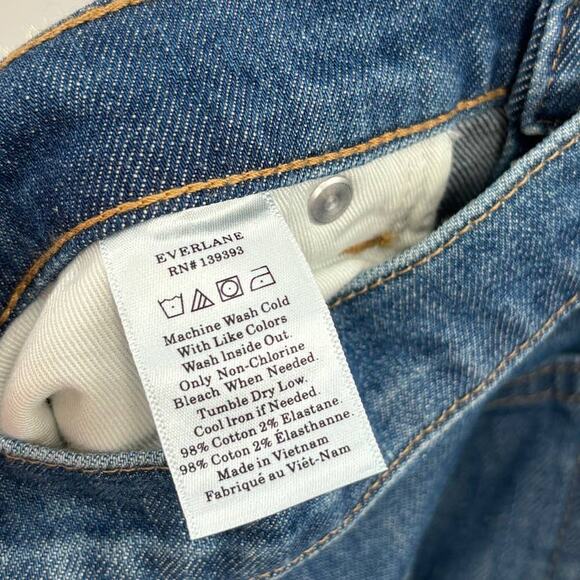 EVERLANE
RN# 139393
Machine Wash Cold
With Like Colors
Wash Inside Out.
Only Non-Chlorine
Bleach When Needed.
Tumble Dry Low.
Cool Iron if Needed.
98% Cotton 2% Elastane.
98% Coton 2% Elasthanne.
Made in Vietnam
Fabriqué au Viêt-Nam